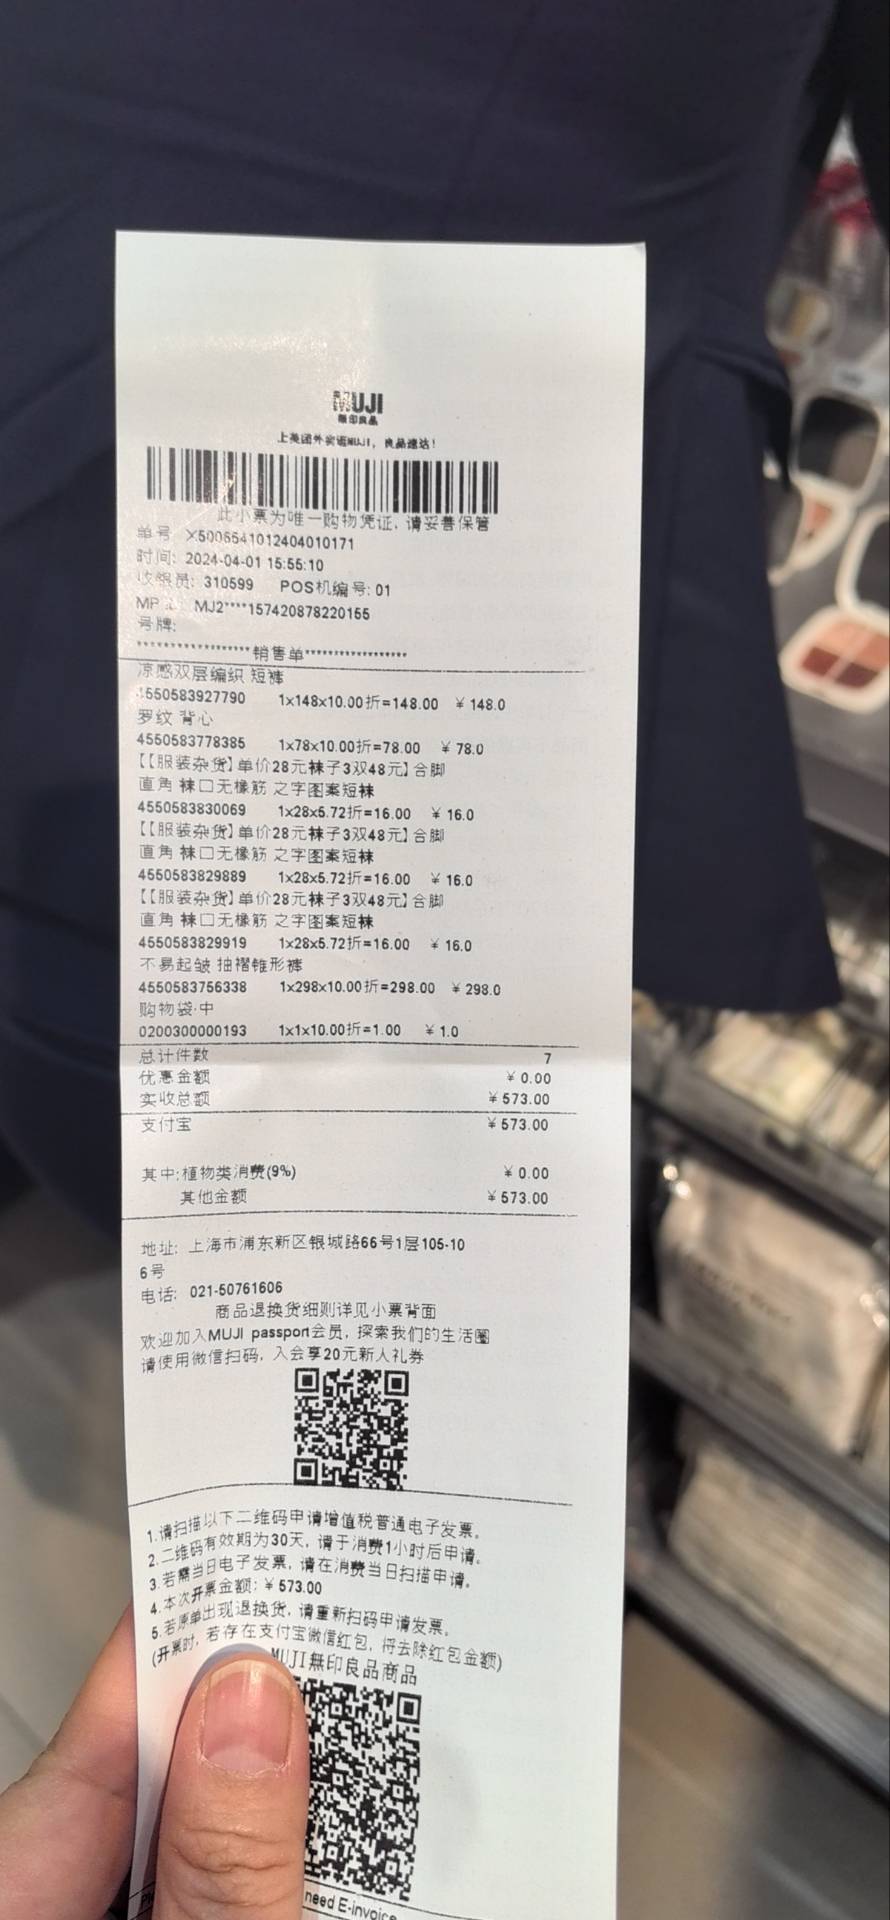 MUJI
無印良品
上美团外卖逛MUJI，良品速达！
此小票为唯一购物凭证，请妥善保管
单号 X5006541012404010171
时间: 2024-04-01 15:55:10
收银员: 310599 POS机编号: 01
MJ2****157420878220155
号牌:
*******************销售单*****************
凉感双层编织 短裤
4550583927790 1x148x10.00折=148.00 ￥148.0
罗纹 背心
4550583778385 1x78x10.00折=78.00 ￥78.0
【【服装杂货】单价28元袜子3双48元】合脚
直角 袜口无橡筋 之字图案短袜
4550583830069 1x28x5.72折=16.00 ￥16.0
【【服装杂货】单价28元袜子3双48元】合脚
直角 袜口无橡筋 之字图案短袜
4550583829889 1x28x5.72折=16.00 ￥16.0
【【服装杂货】单价28元袜子3双48元】合脚
直角 袜口无橡筋 之字图案短袜
4550583829919 1x28x5.72折=16.00 ￥16.0
不易起皱 抽褶锥形裤
4550583756338 1x298x10.00折=298.00 ￥298.0
购物袋·中
0200300000193 1x1x10.00折=1.00 ￥1.0
总计件数 7
优惠金额 ￥0.00
实收总额 ￥573.00
支付宝 ￥573.00
其中:植物类消费(9%) ￥0.00
其他金额 ￥573.00
地址: 上海市浦东新区银城路66号1层105-10
6号
电话: 021-50761606
商品退换货细则详见小票背面
欢迎加入MUJI passport会员，探索我们的生活圈
请使用微信扫码，入会享20元新人礼券
1.请扫描以下二维码申请增值税普通电子发票。
2.二维码有效期为30天，请于消费1小时后申请。
3.若需当日电子发票，请在消费当日扫描申请。
4.本次开票金额:￥573.00
5.若原单出现退换货，请重新扫码申请发票。
(开票时，若存在支付宝微信红包，将去除红包金额)
MUJI無印良品商品
need E-invoice